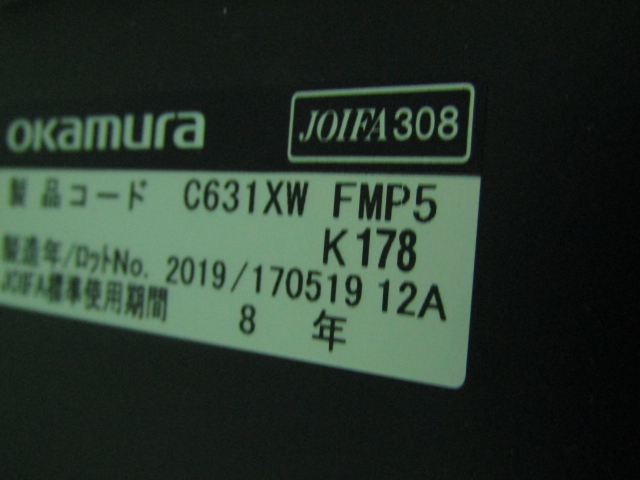 okamura
JOIFA308
製品コード C631XW FMP5
K178
製造年/ロットNo. 2019/170519 12A
JOIFA標準使用期間 8 年